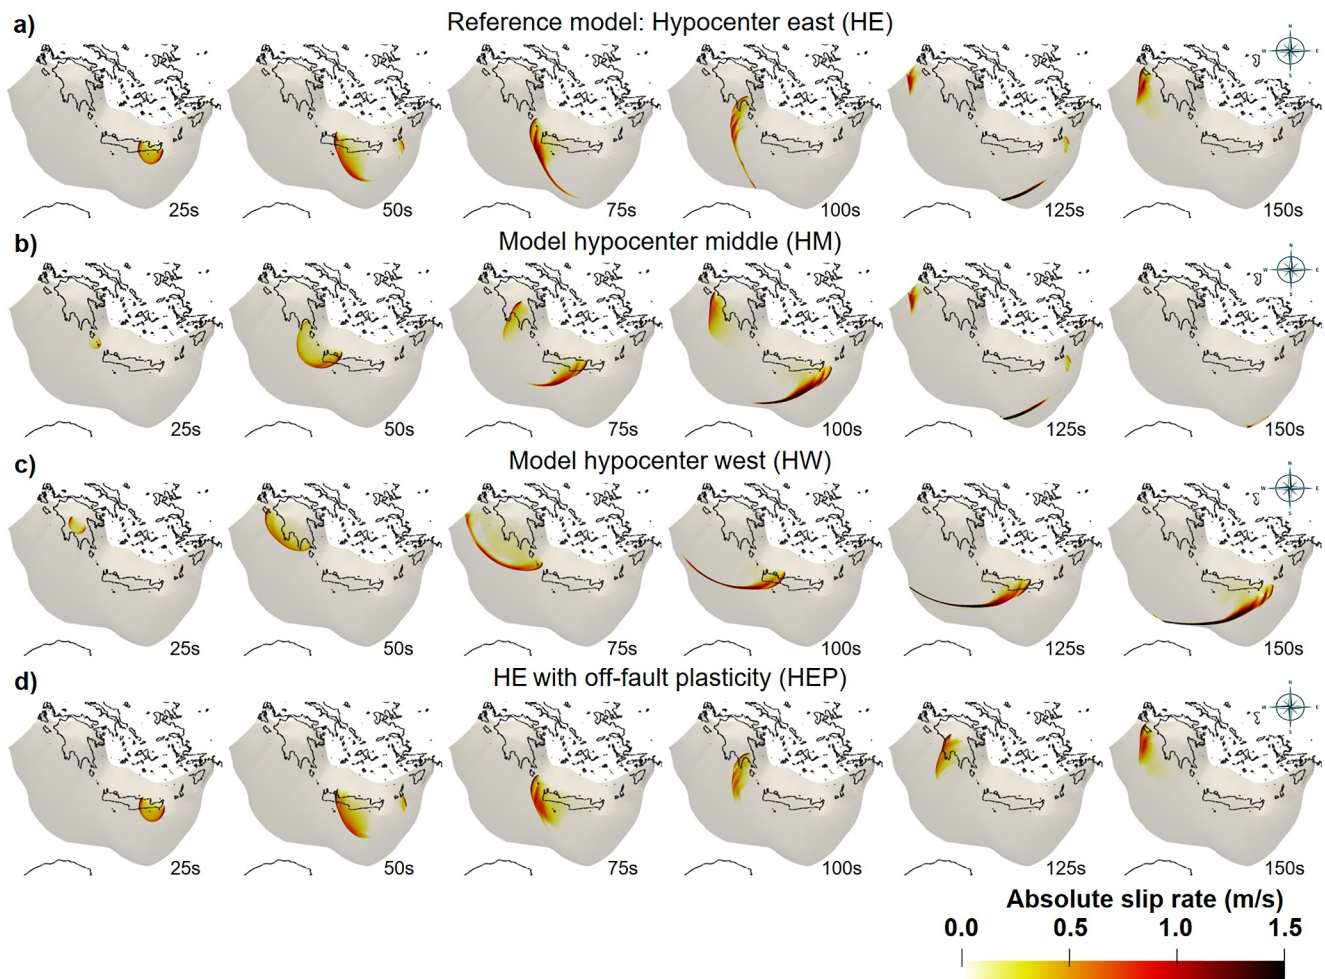 a)
Reference model: Hypocenter east (HE)
N
W E
S
25s 50s 75s 100s 125s 150s
b)
Model hypocenter middle (HM)
N
W E
S
25s 50s 75s 100s 125s 150s
c)
Model hypocenter west (HW)
N
W E
S
25s 50s 75s 100s 125s 150s
d)
HE with off-fault plasticity (HEP)
N
W E
S
25s 50s 75s 100s 125s 150s
Absolute slip rate (m/s)
0.0 0.5 1.0 1.5